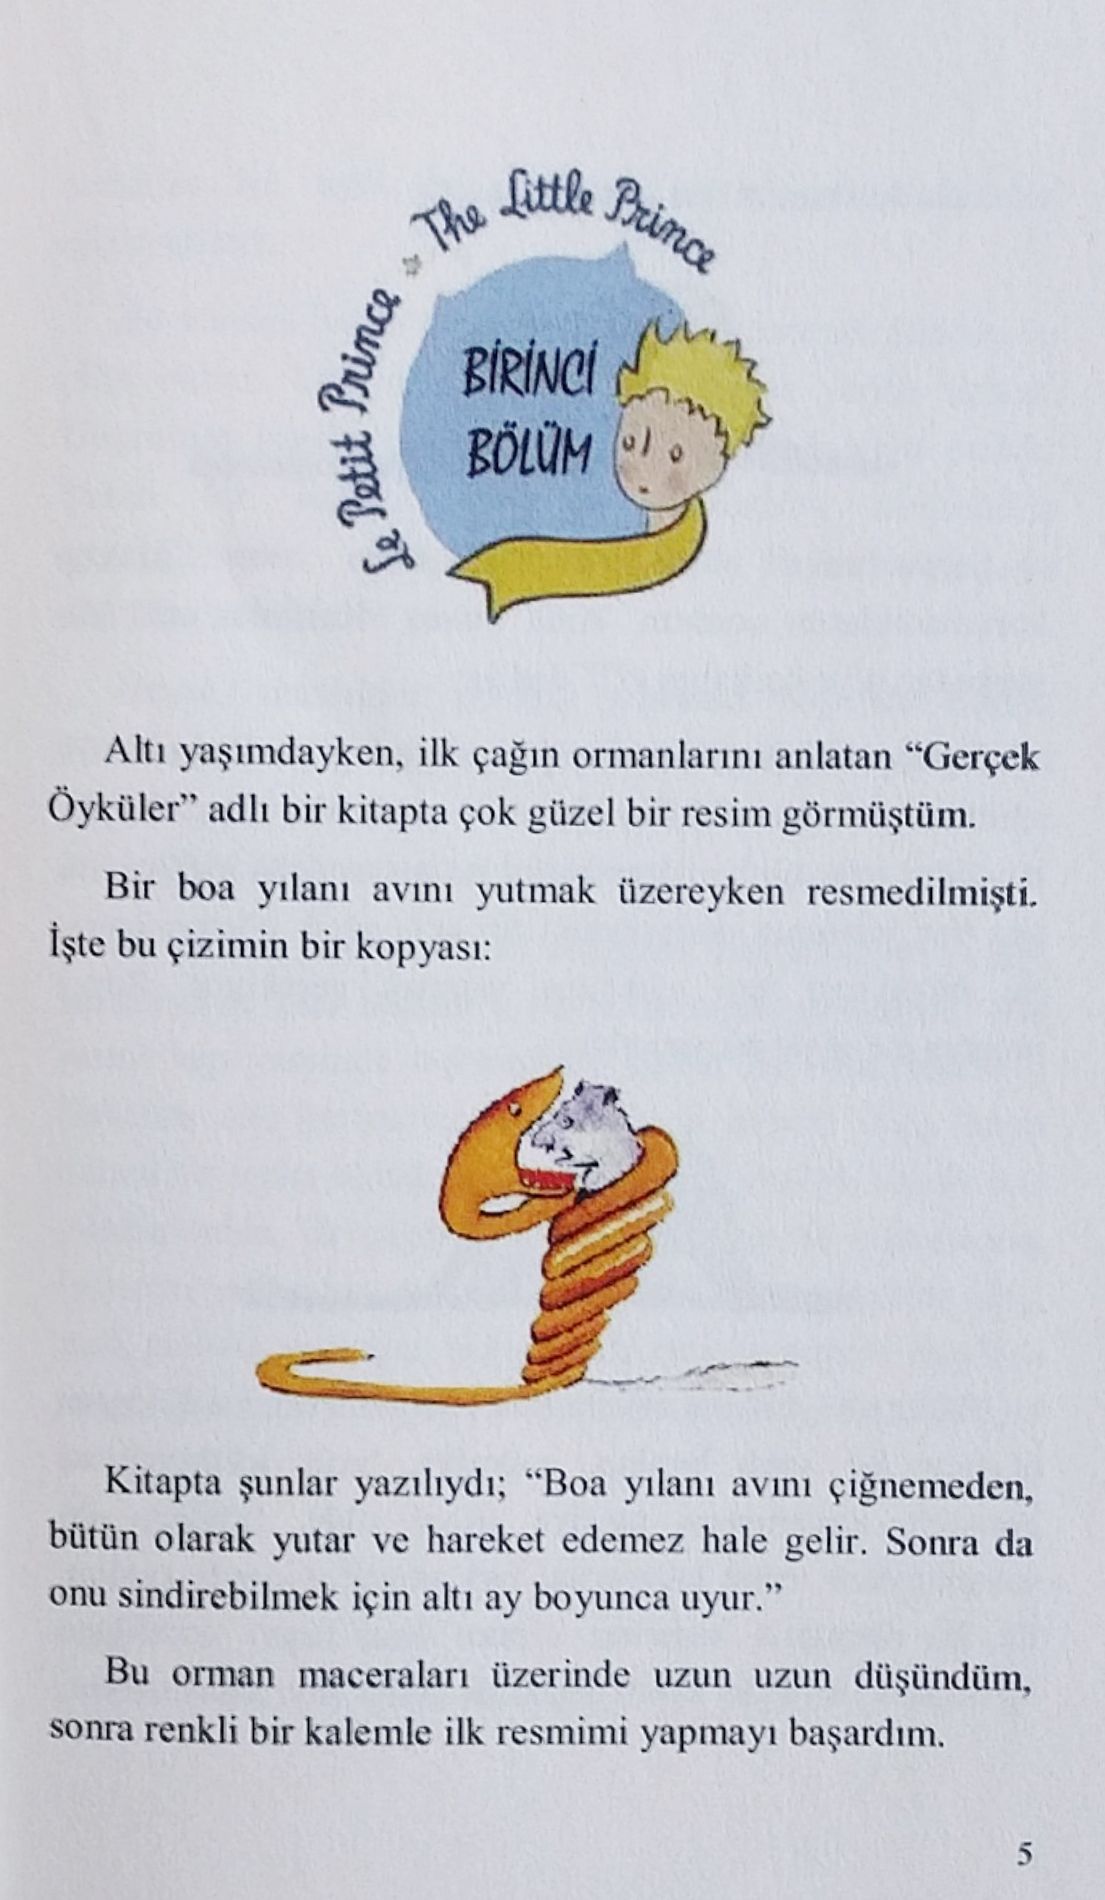 Le Petit Prince * The Little Prince
BİRİNCİ
BÖLÜM
Altı yaşımdayken, ilk çağın ormanlarını anlatan “Gerçek
Öyküler” adlı bir kitapta çok güzel bir resim görmüştüm.
Bir boa yılanı avını yutmak üzereyken resmedilmişti.
İşte bu çizimin bir kopyası:
Kitapta şunlar yazılıydı; “Boa yılanı avını çiğnemeden,
bütün olarak yutar ve hareket edemez hale gelir. Sonra da
onu sindirebilmek için altı ay boyunca uyur.”
Bu orman maceraları üzerinde uzun uzun düşündüm,
sonra renkli bir kalemle ilk resmimi yapmayı başardım.
5